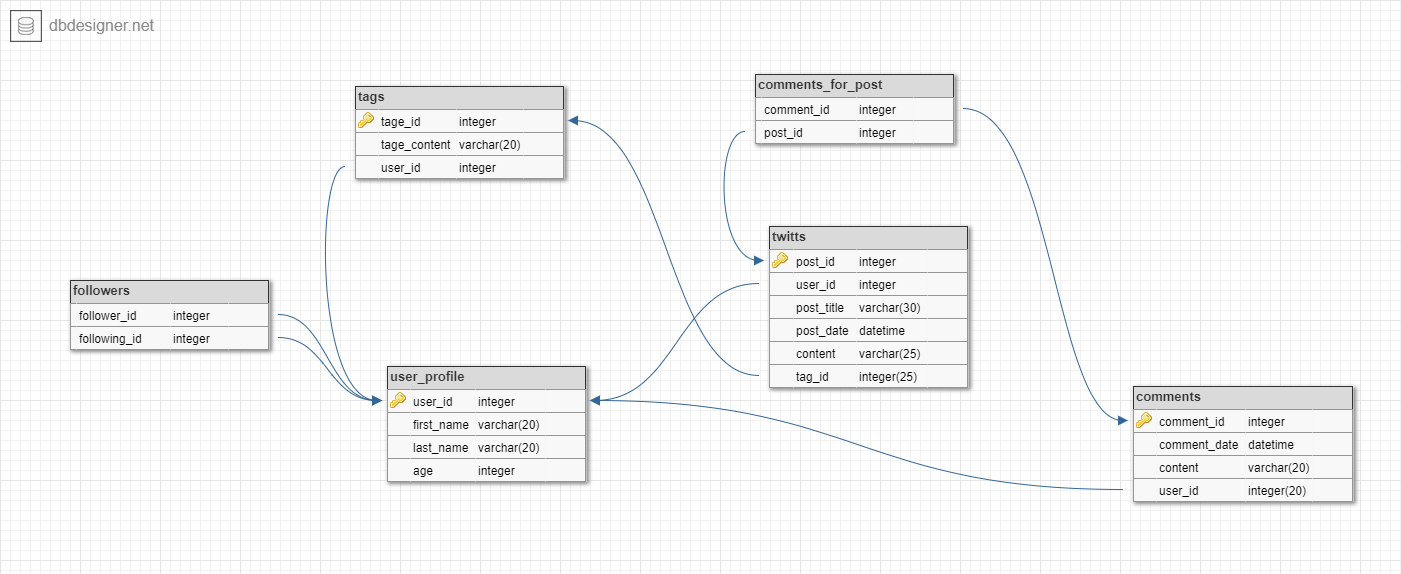 dbdesigner.net
tags
tage_id integer
tage_content varchar(20)
user_id integer
comments_for_post
comment_id integer
post_id integer
twitts
post_id integer
user_id integer
post_title varchar(30)
post_date datetime
content varchar(25)
tag_id integer(25)
followers
follower_id integer
following_id integer
user_profile
user_id integer
first_name varchar(20)
last_name varchar(20)
age integer
comments
comment_id integer
comment_date datetime
content varchar(20)
user_id integer(20)